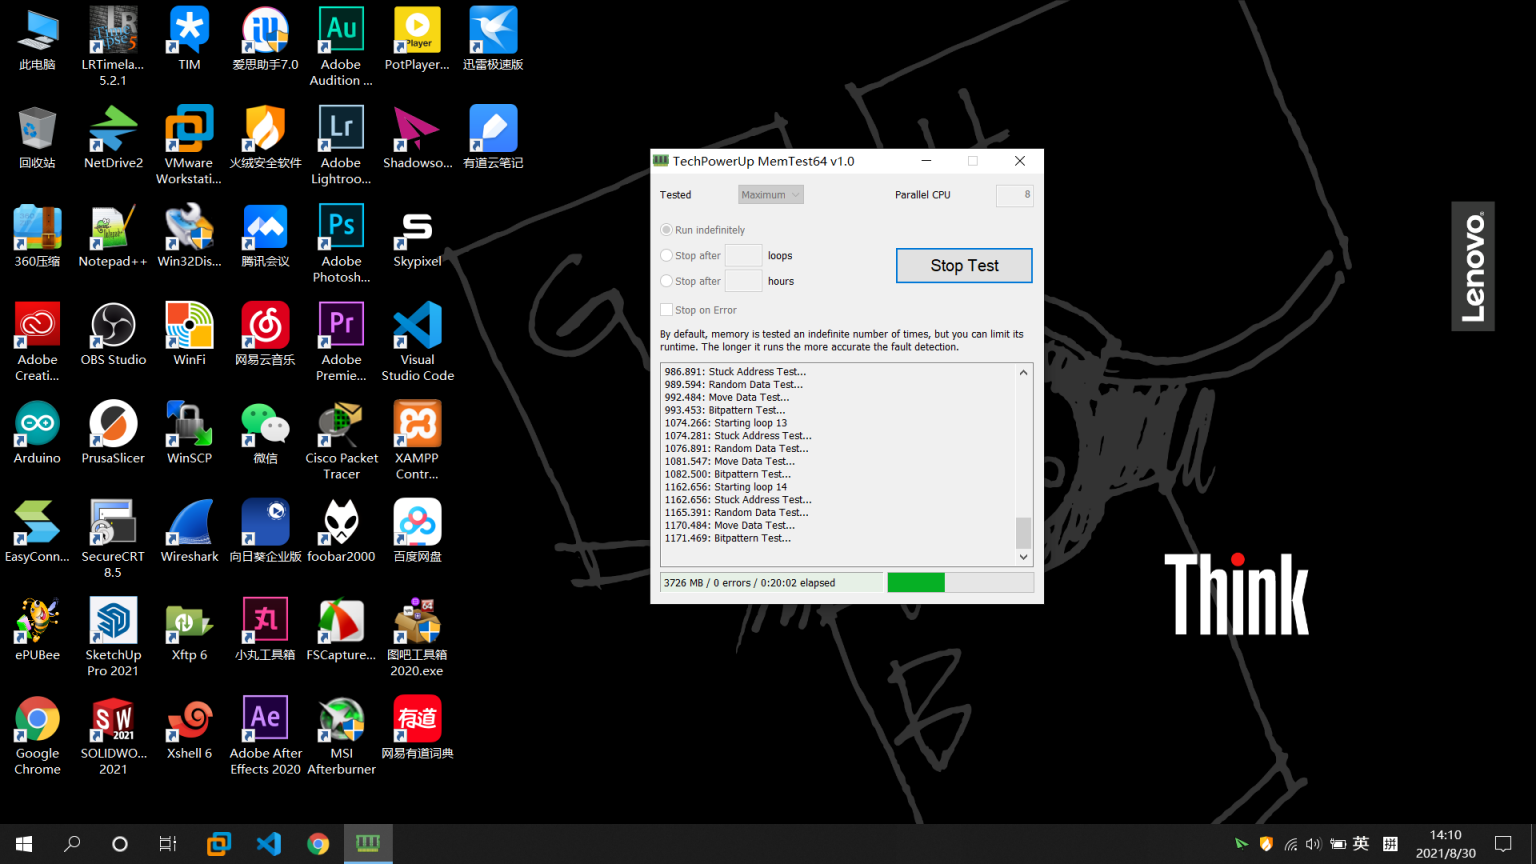 此电脑
LRTimela...
5.2.1
TIM
爱思助手7.0
Adobe
Audition ...
PotPlayer...
迅雷极速版
回收站
NetDrive2
VMware
Workstati...
火绒安全软件
Adobe
Lightroo...
Shadowso...
有道云笔记
360压缩
Notepad++
Win32Dis...
腾讯会议
Adobe
Photosh...
Skypixel
Adobe
Creati...
OBS Studio
WinFi
网易云音乐
Adobe
Premie...
Visual
Studio Code
Arduino
PrusaSlicer
WinSCP
微信
Cisco Packet
Tracer
XAMPP
Contr...
EasyConn...
SecureCRT
8.5
Wireshark
向日葵企业版
foobar2000
百度网盘
ePUBee
SketchUp
Pro 2021
Xftp 6
小丸工具箱
FSCapture...
图吧工具箱
2020.exe
Google
Chrome
SOLIDWO...
2021
Xshell 6
Adobe After
Effects 2020
MSI
Afterburner
网易有道词典
TechPowerUp MemTest64 v1.0
Tested
Maximum
Parallel CPU
8
Run indefinitely
Stop after
loops
Stop after
hours
Stop Test
Stop on Error
By default, memory is tested an indefinite number of times, but you can limit its
runtime. The longer it runs the more accurate the fault detection.
986.891: Stuck Address Test...
989.594: Random Data Test...
992.484: Move Data Test...
993.453: Bitpattern Test...
1074.266: Starting loop 13
1074.281: Stuck Address Test...
1076.891: Random Data Test...
1081.547: Move Data Test...
1082.500: Bitpattern Test...
1162.656: Starting loop 14
1162.656: Stuck Address Test...
1165.391: Random Data Test...
1170.484: Move Data Test...
1171.469: Bitpattern Test...
3726 MB / 0 errors / 0:20:02 elapsed
Lenovo
Think
英
拼
14:10
2021/8/30